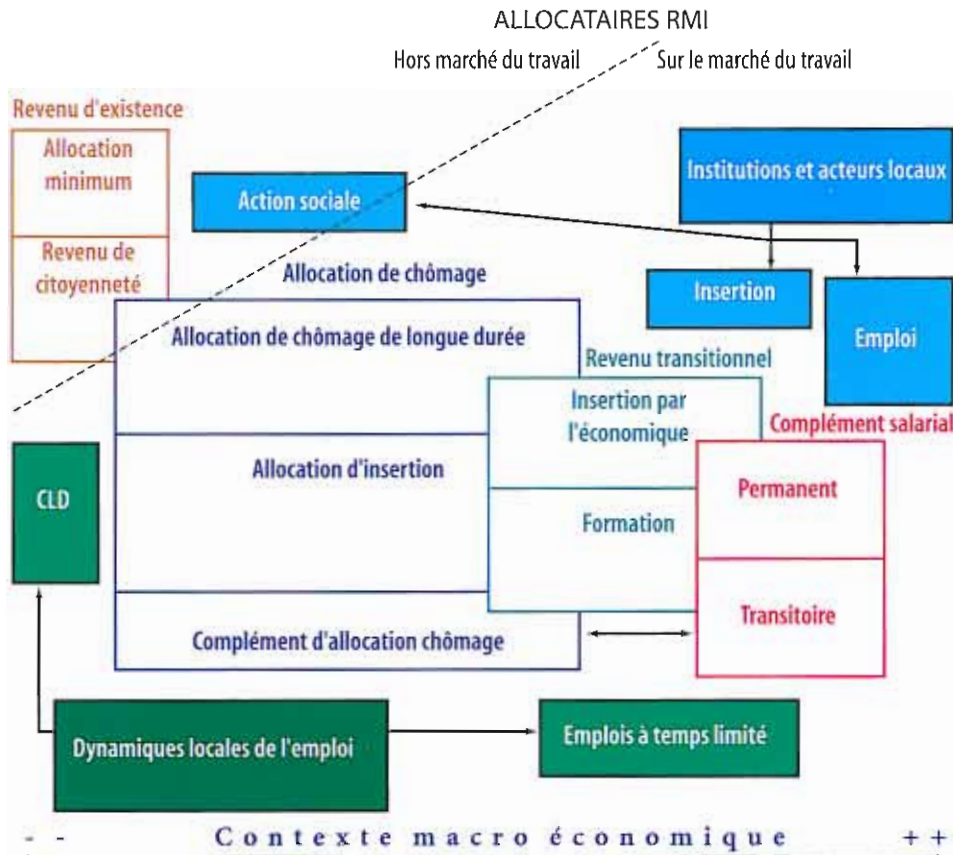 ALLOCATAIRES RMI
Hors marché du travail
Sur le marché du travail
Revenu d'existence
Allocation
minimum
Revenu de
citoyenneté
Action sociale
Institutions et acteurs locaux
Allocation de chômage
Insertion
Emploi
Allocation de chômage de longue durée
Revenu transitionnel
Insertion par
l'économique
Complément salarial
Allocation d'insertion
CLD
Permanent
Formation
Transitoire
Complément d'allocation chômage
Dynamiques locales de l'emploi
Emplois à temps limité
- - Contexte macro économique ++